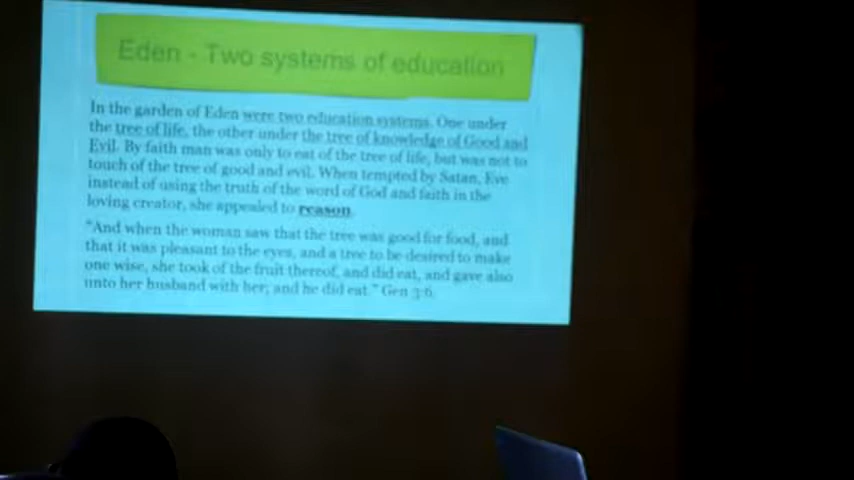 Eden - Two systems of education
In the garden of Eden were two education systems. One under
the tree of life, the other under the tree of knowledge of Good and
Evil. By faith man was only to eat of the tree of life, but was not to
touch of the tree of good and evil. When tempted by Satan, Eve
instead of using the truth of the word of God and faith in the
loving creator, she appealed to reason.
"And when the woman saw that the tree was good for food, and
that it was pleasant to the eyes, and a tree to be desired to make
one wise, she took of the fruit thereof, and did eat, and gave also
unto her husband with her; and he did eat." Gen 3:6.